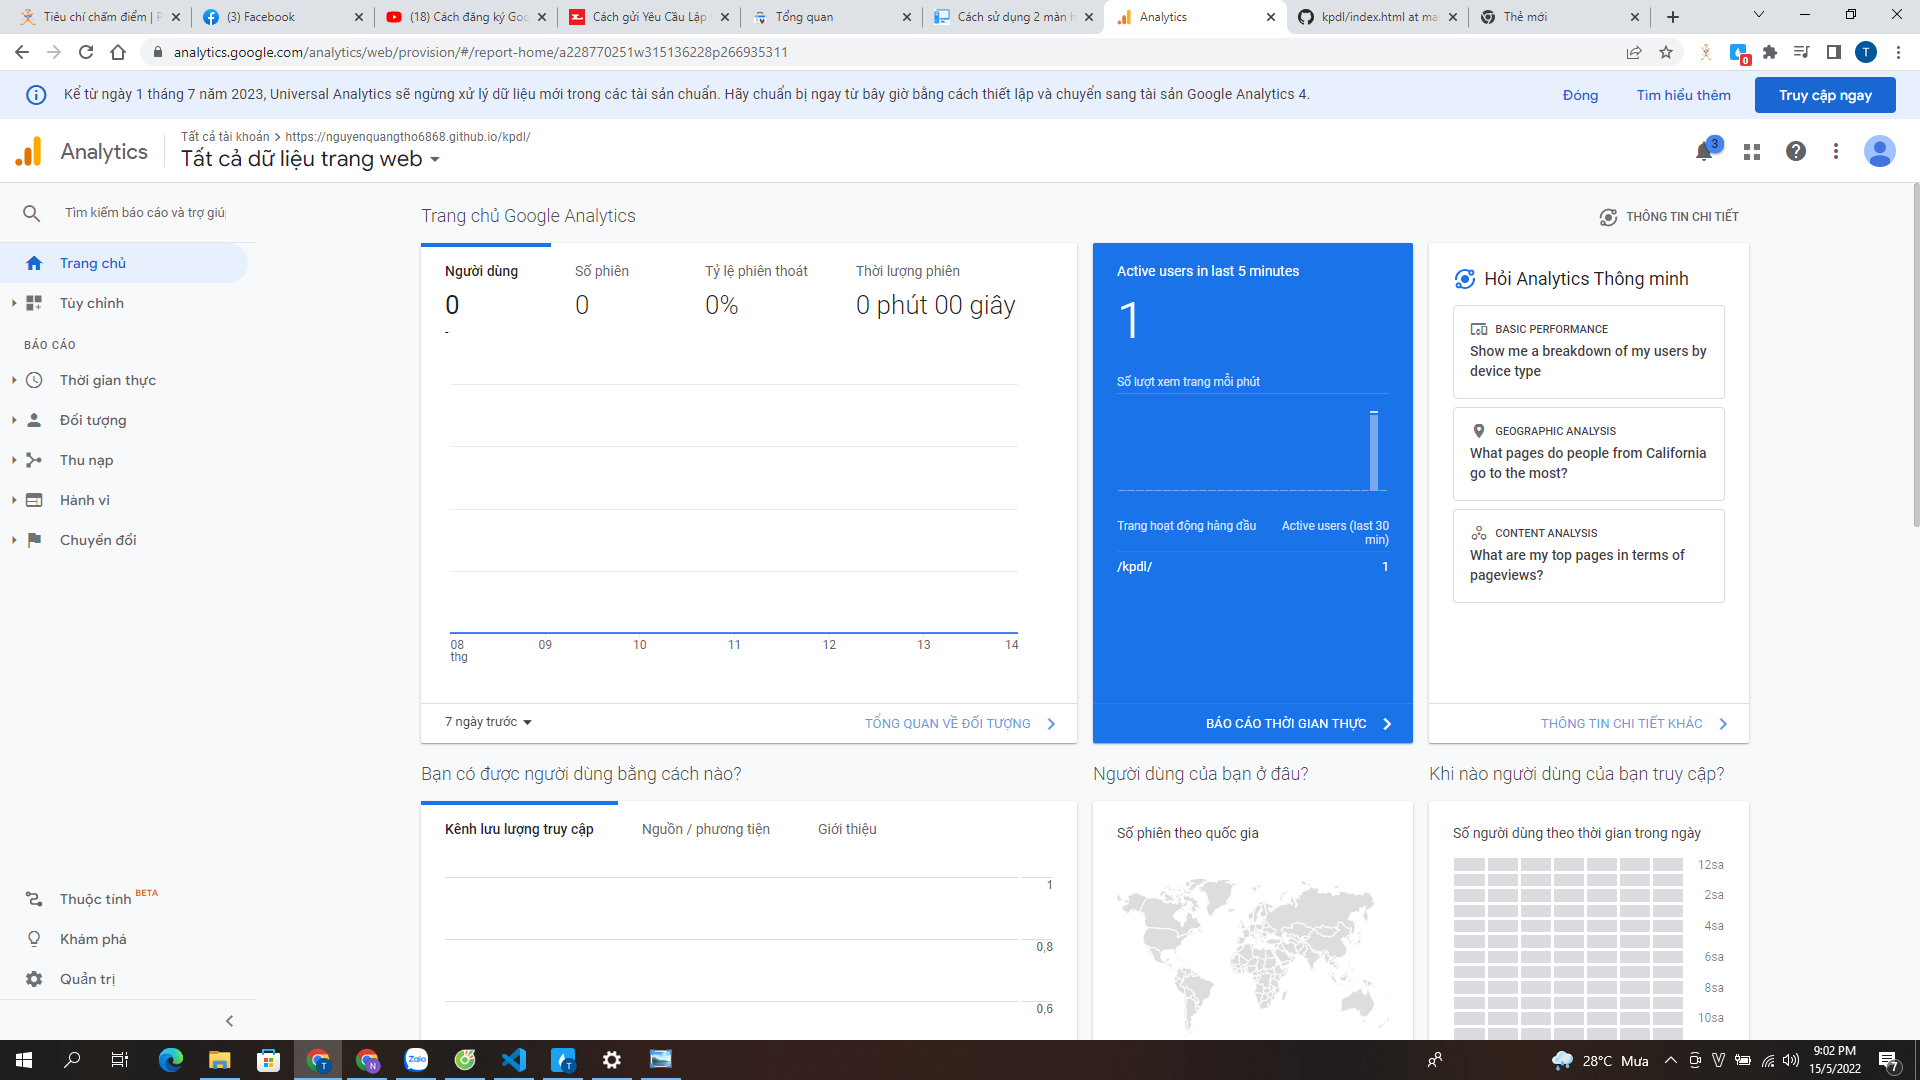 Tiêu chí chấm điểm | P
(3) Facebook
(18) Cách đăng ký Goo
Cách gửi Yêu Cầu Lập
Tổng quan
Cách sử dụng 2 màn h
Analytics
kpdl/index.html at ma
Thẻ mới
analytics.google.com/analytics/web/provision/#/report-home/a228770251w315136228p266935311
0
T
Kể từ ngày 1 tháng 7 năm 2023, Universal Analytics sẽ ngừng xử lý dữ liệu mới trong các tài sản chuẩn. Hãy chuẩn bị ngay từ bây giờ bằng cách thiết lập và chuyển sang tài sản Google Analytics 4.
Đóng
Tìm hiểu thêm
Truy cập ngay
Analytics
Tất cả tài khoản > https://nguyenquangtho6868.github.io/kpdl/
Tất cả dữ liệu trang web
3
Tìm kiếm báo cáo và trợ giúp
Trang chủ
Tùy chỉnh
BÁO CÁO
Thời gian thực
Đối tượng
Thu nạp
Hành vi
Chuyển đổi
Thuộc tính BETA
Khám phá
Quản trị
Trang chủ Google Analytics
THÔNG TIN CHI TIẾT
Người dùng
0
-
Số phiên
0
Tỷ lệ phiên thoát
0%
Thời lượng phiên
0 phút 00 giây
08
thg
09
10
11
12
13
14
7 ngày trước
TỔNG QUAN VỀ ĐỐI TƯỢNG
Active users in last 5 minutes
1
Số lượt xem trang mỗi phút
Trang hoạt động hàng đầu
Active users (last 30
min)
/kpdl/
1
BÁO CÁO THỜI GIAN THỰC
Hỏi Analytics Thông minh
BASIC PERFORMANCE
Show me a breakdown of my users by
device type
GEOGRAPHIC ANALYSIS
What pages do people from California
go to the most?
CONTENT ANALYSIS
What are my top pages in terms of
pageviews?
THÔNG TIN CHI TIẾT KHÁC
Bạn có được người dùng bằng cách nào?
Kênh lưu lượng truy cập
Nguồn / phương tiện
Giới thiệu
1
0,8
0,6
Người dùng của bạn ở đâu?
Số phiên theo quốc gia
Khi nào người dùng của bạn truy cập?
Số người dùng theo thời gian trong ngày
12sa
2sa
4sa
6sa
8sa
10sa
T
N
Zalo
T
28°C Mưa
9:02 PM
15/5/2022
7